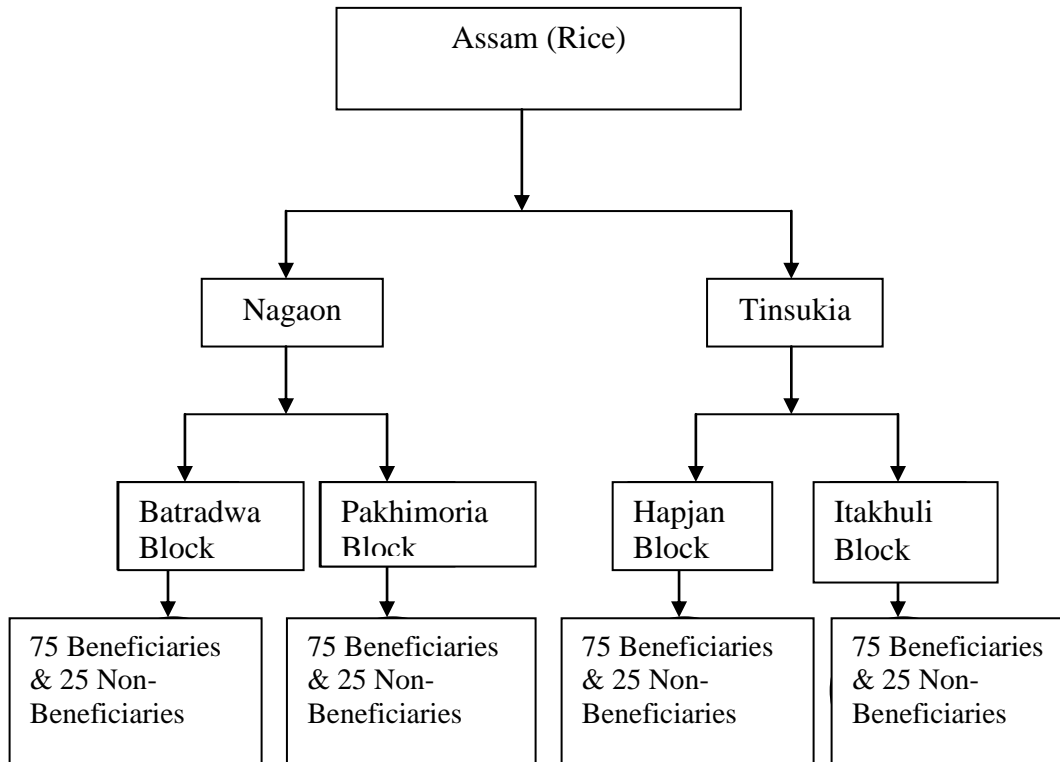 Assam (Rice)
Nagaon
Tinsukia
Batradwa
Block
Pakhimoria
Block
Hapjan
Block
Itakhuli
Block
75 Beneficiaries
& 25 Non-
Beneficiaries
75 Beneficiaries
& 25 Non-
Beneficiaries
75 Beneficiaries
& 25 Non-
Beneficiaries
75 Beneficiaries
& 25 Non-
Beneficiaries